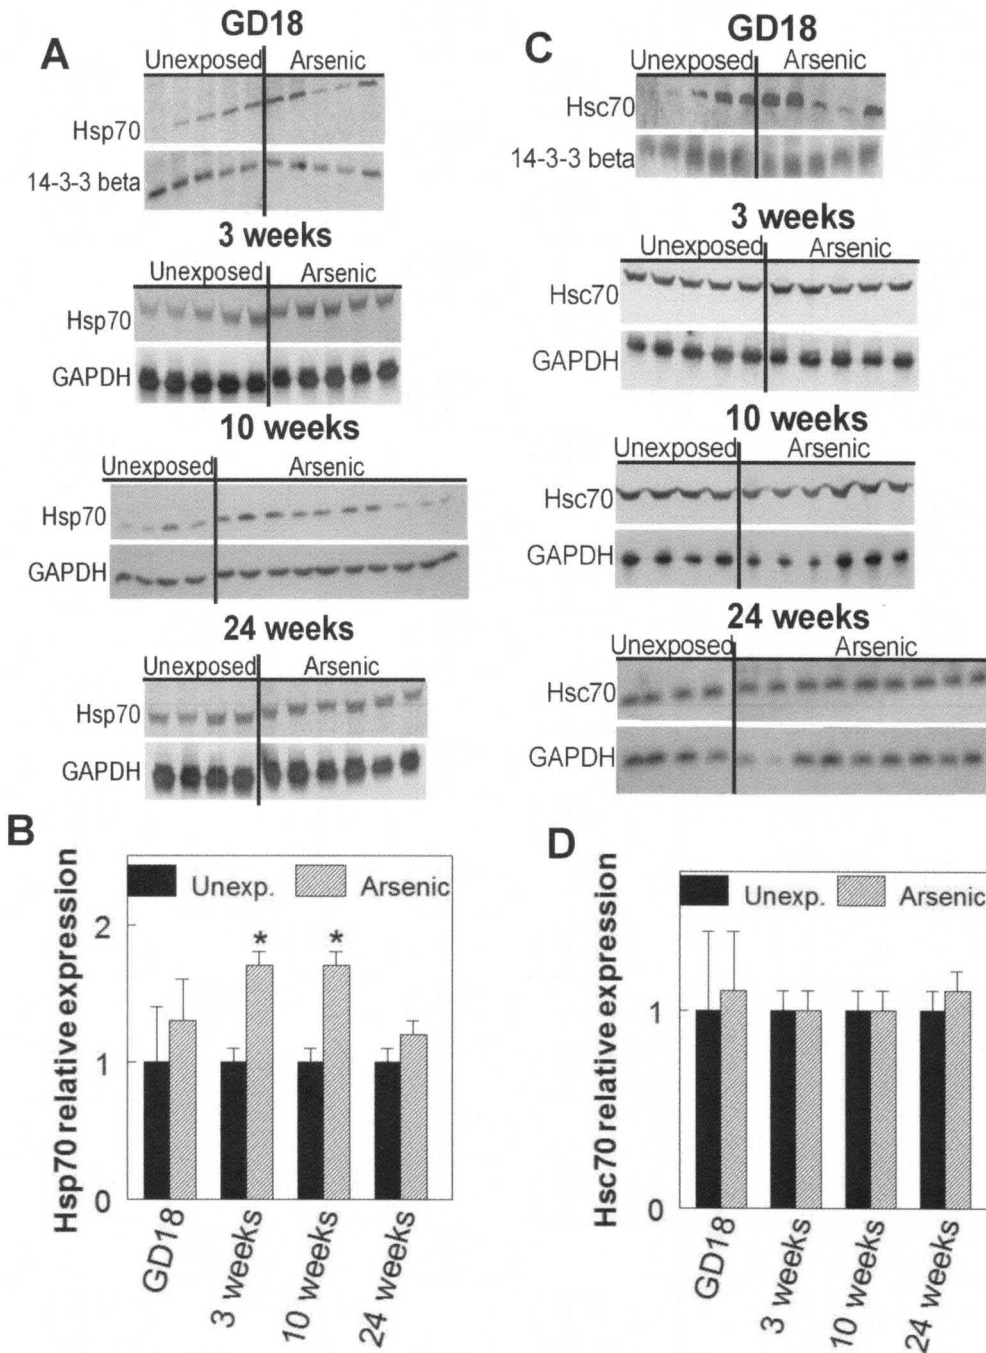 A
GD18
Unexposed Arsenic
Hsp70
14-3-3 beta
3 weeks
Unexposed Arsenic
Hsp70
GAPDH
10 weeks
Unexposed Arsenic
Hsp70
GAPDH
24 weeks
Unexposed Arsenic
Hsp70
GAPDH
B
Hsp70 relative expression
Unexp. Arsenic
2
* *
1
0
GD18
3 weeks
10 weeks
24 weeks
C
GD18
Unexposed Arsenic
Hsc70
14-3-3 beta
3 weeks
Unexposed Arsenic
Hsc70
GAPDH
10 weeks
Unexposed Arsenic
Hsc70
GAPDH
24 weeks
Unexposed Arsenic
Hsc70
GAPDH
D
Hsc70 relative expression
Unexp. Arsenic
1
0
GD18
3 weeks
10 weeks
24 weeks